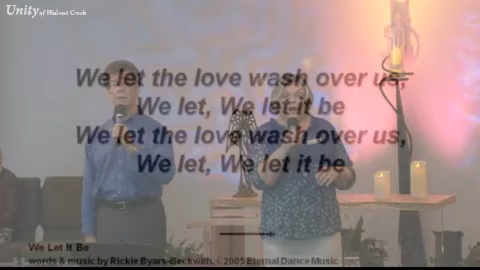 Unity of Walnut Creek
We let the love wash over us,
We let, We let it be
We let the love wash over us,
We let, We let it be
We Let It Be
words & music by Rickie Byars-Beckwith, ©2005 Eternal Dance Music